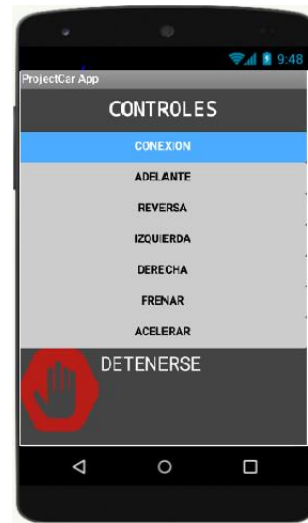 9:48
ProjectCar App
CONTROLES
CONEXION
ADELANTE
REVERSA
IZQUIERDA
DERECHA
FRENAR
ACELERAR
DETENERSE